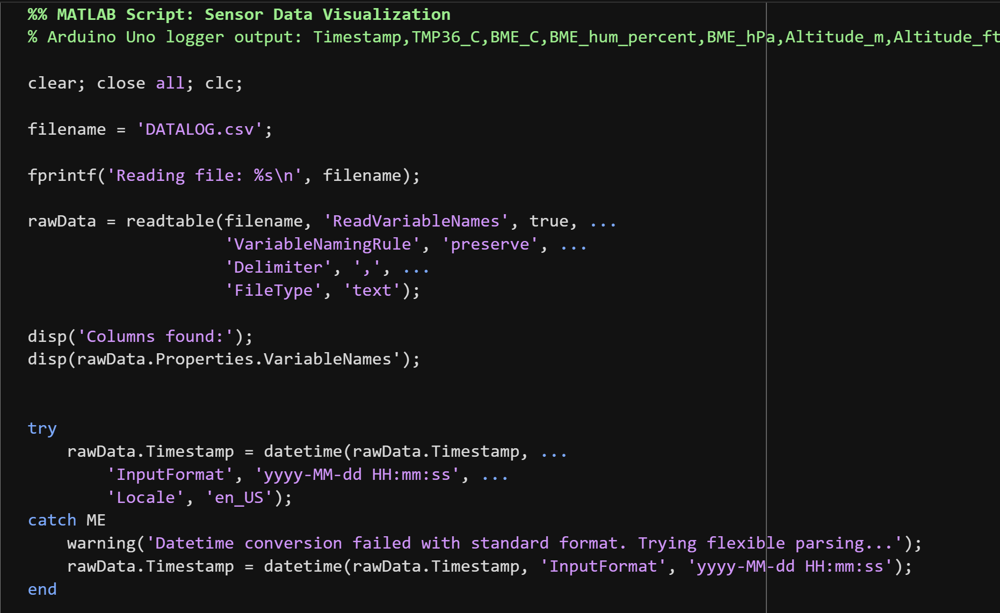 %% MATLAB Script: Sensor Data Visualization
% Arduino Uno logger output: Timestamp,TMP36_C,BME_C,BME_hum_percent,BME_hPa,Altitude_m,Altitude_ft
clear; close all; clc;
filename = 'DATALOG.csv';
fprintf('Reading file: %s\n', filename);
rawData = readtable(filename, 'ReadVariableNames', true, ...
'VariableNamingRule', 'preserve', ...
'Delimiter', ',', ...
'FileType', 'text');
disp('Columns found:');
disp(rawData.Properties.VariableNames');
try
rawData.Timestamp = datetime(rawData.Timestamp, ...
'InputFormat', 'yyyy-MM-dd HH:mm:ss', ...
'Locale', 'en_US');
catch ME
warning('Datetime conversion failed with standard format. Trying flexible parsing...');
rawData.Timestamp = datetime(rawData.Timestamp, 'InputFormat', 'yyyy-MM-dd HH:mm:ss');
end